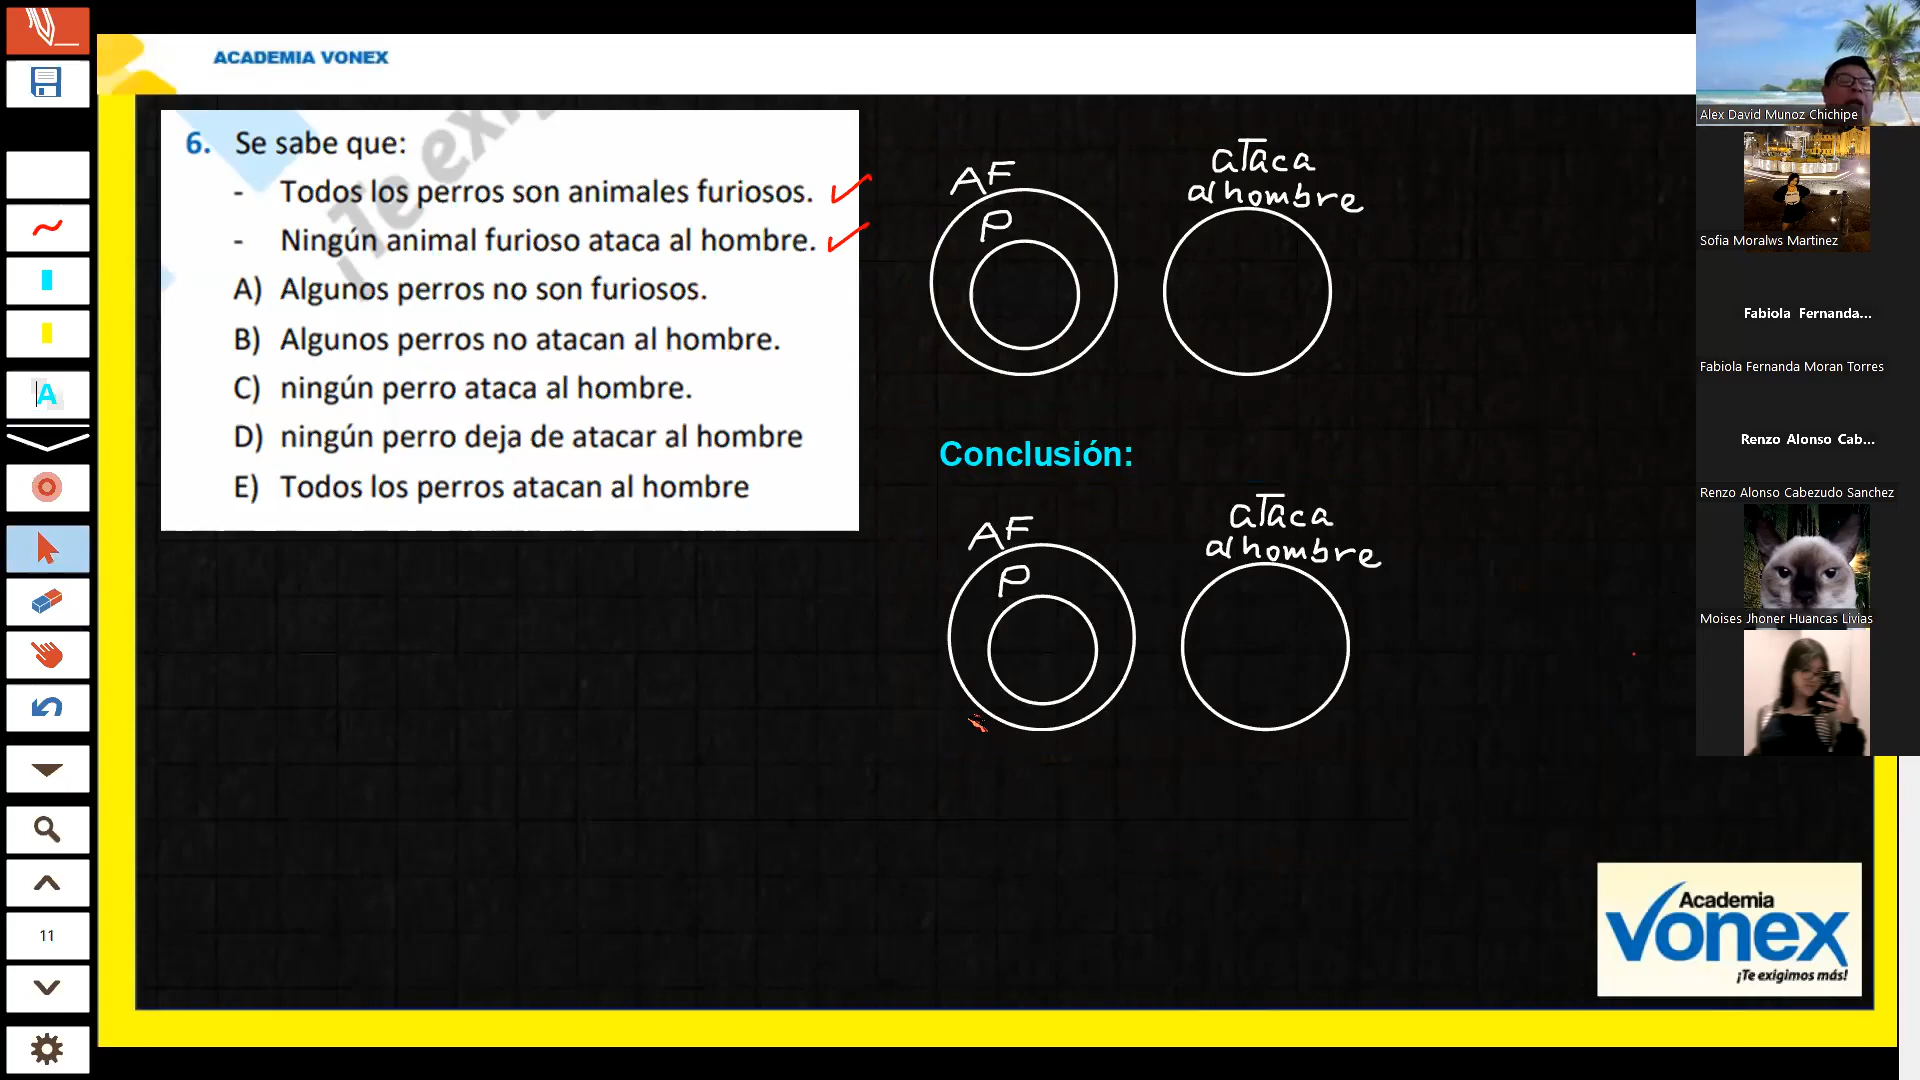 ACADEMIA VONEX
6. Se sabe que:
- Todos los perros son animales furiosos.
- Ningún animal furioso ataca al hombre.
A) Algunos perros no son furiosos.
B) Algunos perros no atacan al hombre.
C) ningún perro ataca al hombre.
D) ningún perro deja de atacar al hombre
E) Todos los perros atacan al hombre
¡Te exi
AF
P
ataca
al hombre
Conclusión:
AF
P
ataca
al hombre
A
11
Alex David Munoz Chichipe
Sofia Moralws Martinez
Fabiola Fernanda...
Fabiola Fernanda Moran Torres
Renzo Alonso Cab...
Renzo Alonso Cabezudo Sanchez
Moises Jhoner Huancas Livias
Academia
Vonex
¡Te exigimos más!